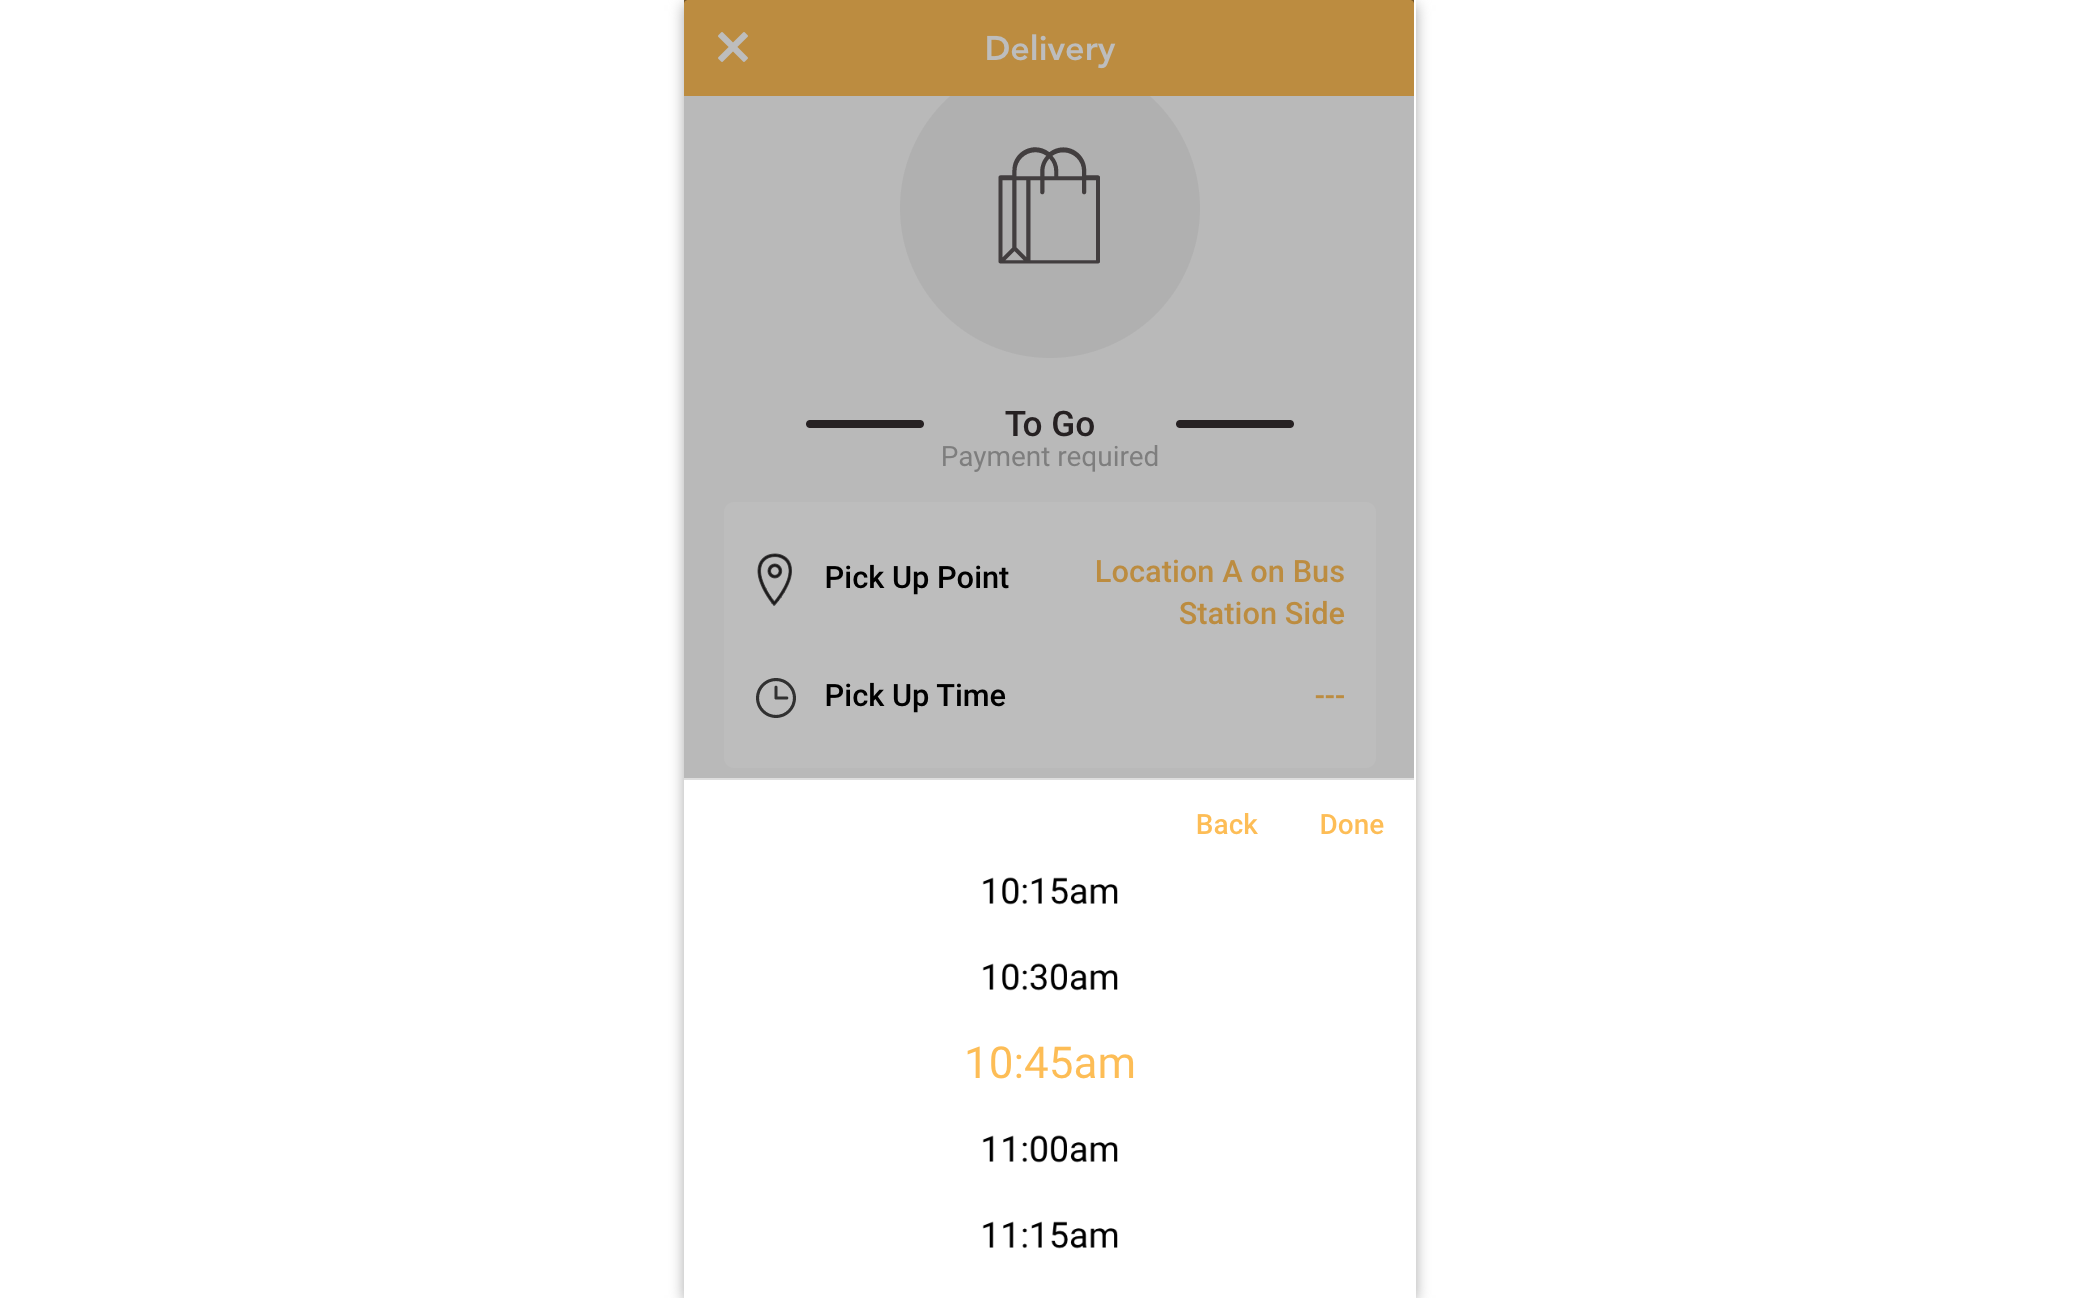 Delivery
To Go
Payment required
Pick Up Point
Location A on Bus
Station Side
Pick Up Time
---
Back
Done
10:15am
10:30am
10:45am
11:00am
11:15am